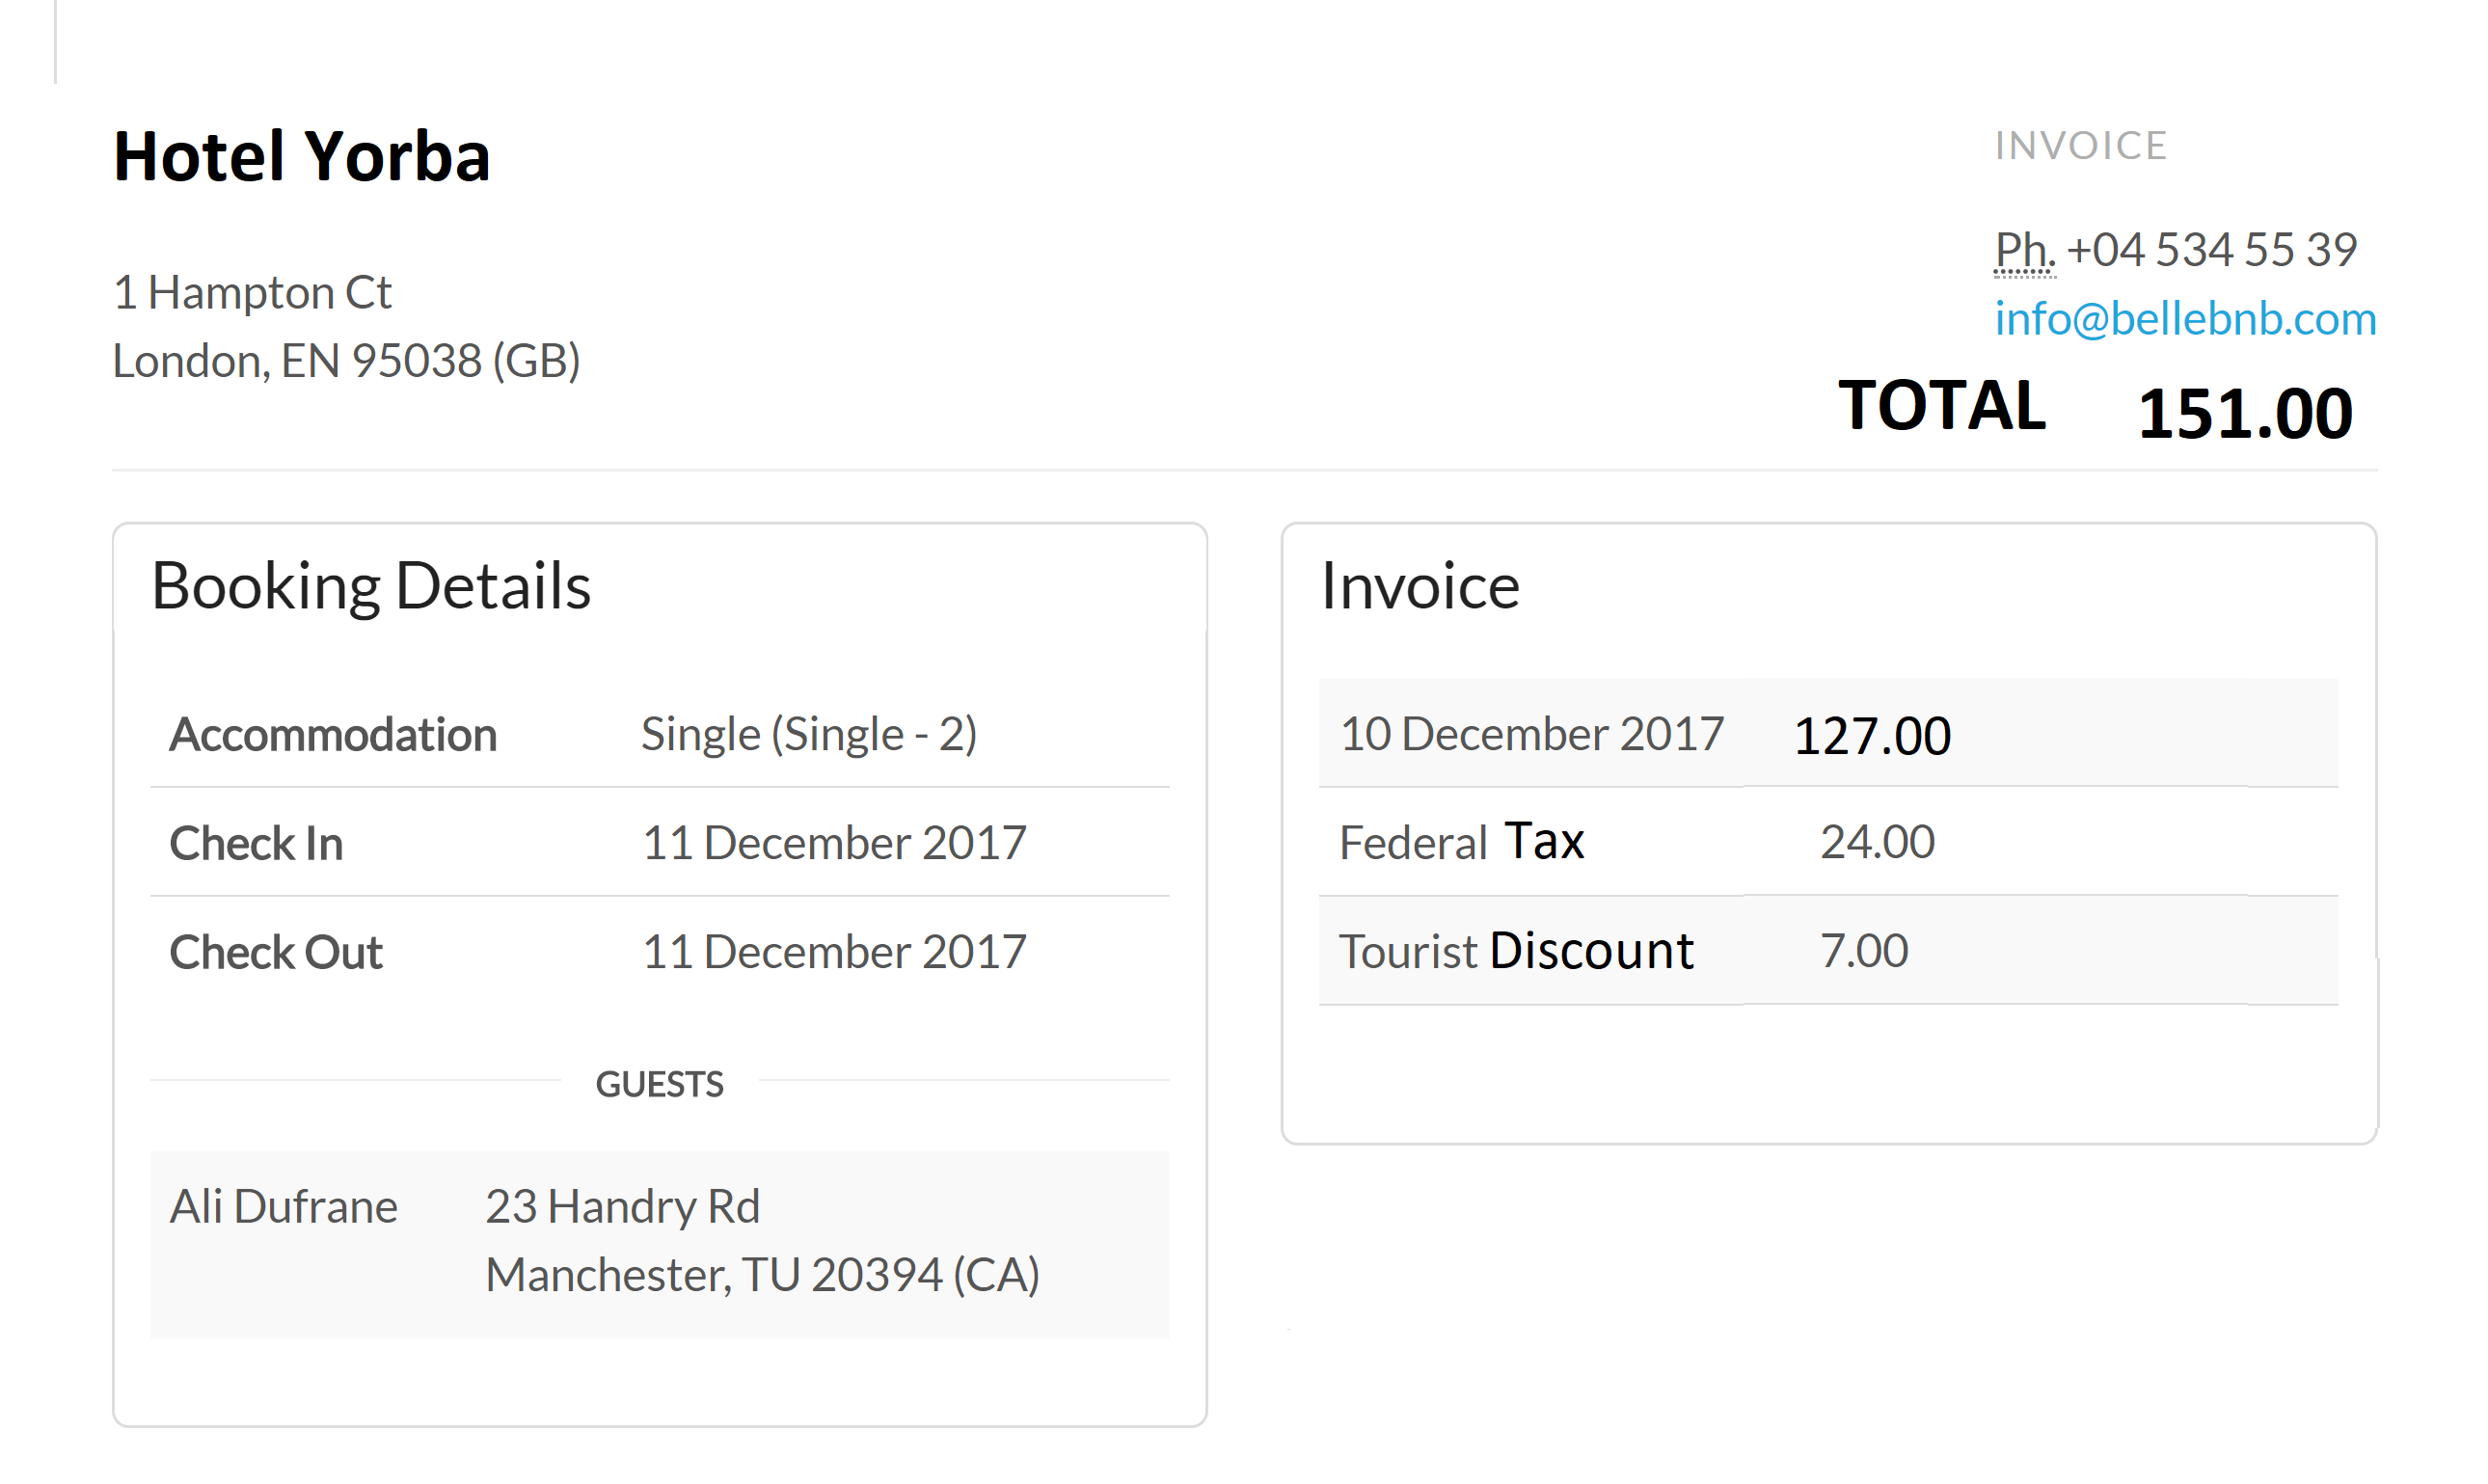 Hotel Yorba
INVOICE
1 Hampton Ct
London, EN 95038 (GB)
Ph. +04 534 55 39
info@bellebnb.com
TOTAL 151.00
Booking Details
Accommodation Single (Single - 2)
Check In 11 December 2017
Check Out 11 December 2017
GUESTS
Ali Dufrane 23 Handry Rd
Manchester, TU 20394 (CA)
Invoice
10 December 2017 127.00
Federal Tax 24.00
Tourist Discount 7.00